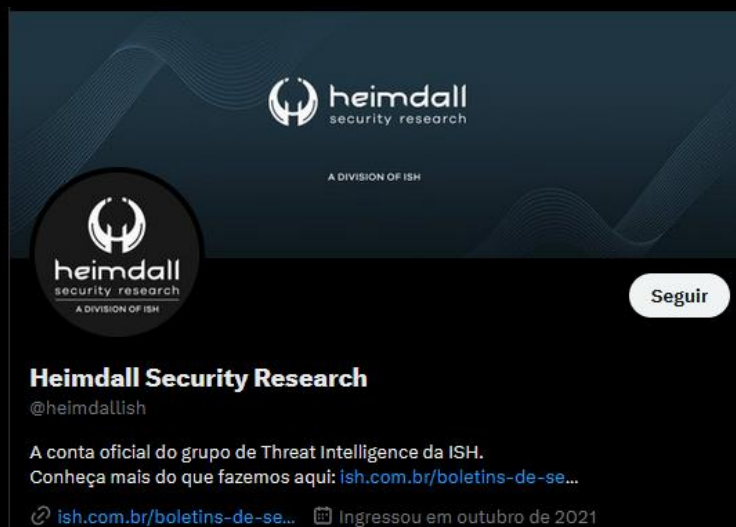 heimdall
security research
A DIVISION OF ISH
heimdall
security research
A DIVISION OF ISH
Seguir
Heimdall Security Research
@heimdallish
A conta oficial do grupo de Threat Intelligence da ISH.
Conheça mais do que fazemos aqui: ish.com.br/boletins-de-se...
ish.com.br/boletins-de-se... Ingressou em outubro de 2021